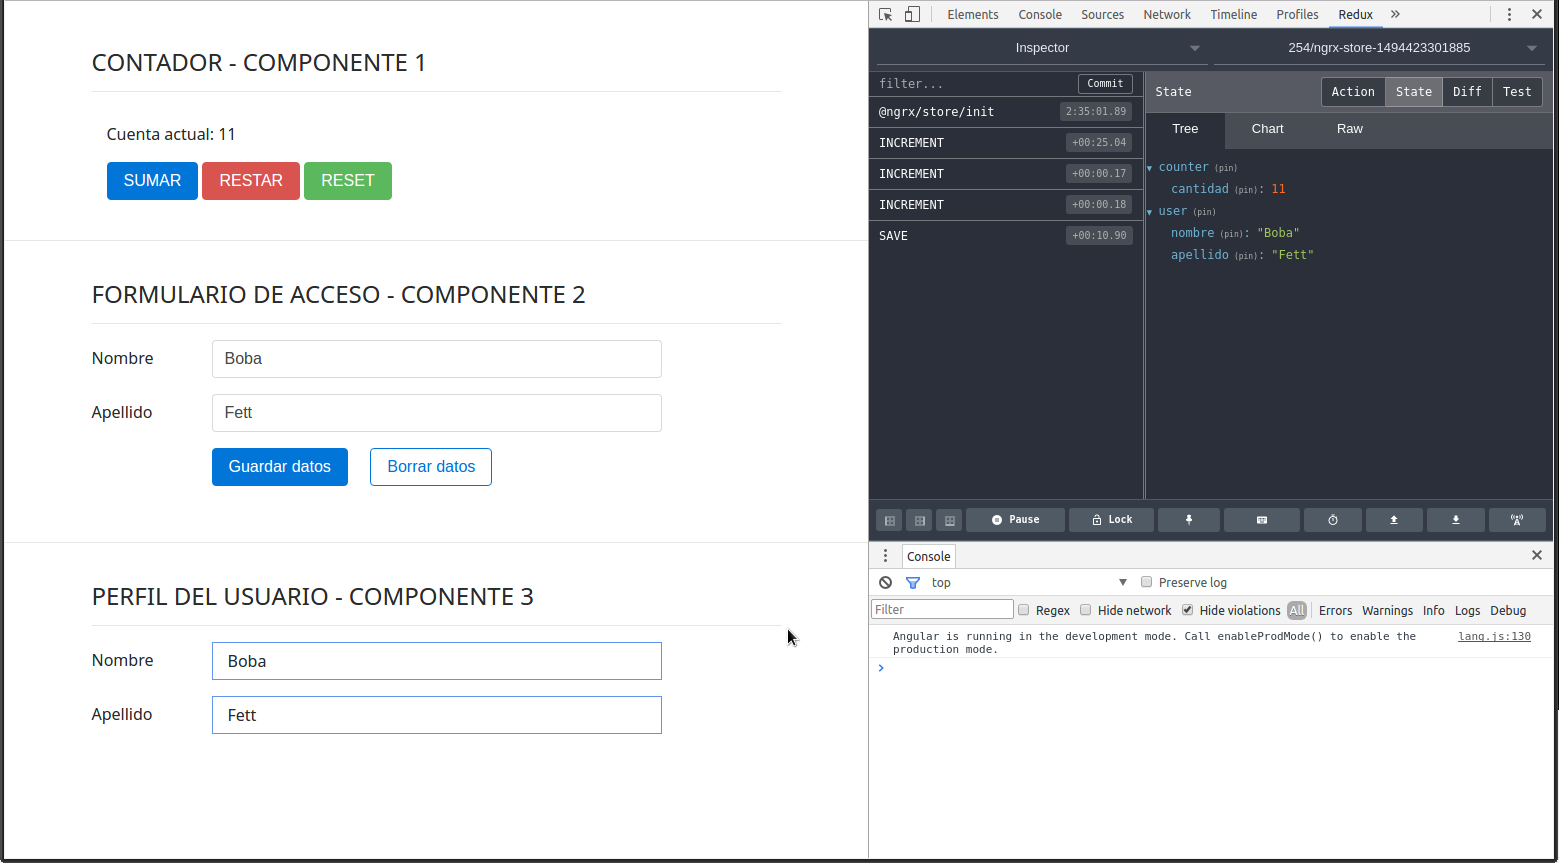 CONTADOR - COMPONENTE 1
Cuenta actual: 11
SUMAR RESTAR RESET
FORMULARIO DE ACCESO - COMPONENTE 2
Nombre Boba
Apellido Fett
Guardar datos Borrar datos
PERFIL DEL USUARIO - COMPONENTE 3
Nombre Boba
Apellido Fett
Elements Console Sources Network Timeline Profiles Redux »
Inspector 254/ngrx-store-1494423301885
filter... Commit
@ngrx/store/init 2:35:01.89
INCREMENT +00:25.04
INCREMENT +00:00.17
INCREMENT +00:00.18
SAVE +00:10.90
State Action State Diff Test
Tree Chart Raw
counter (pin)
cantidad (pin): 11
user (pin)
nombre (pin): "Boba"
apellido (pin): "Fett"
Pause Lock
Console
top Preserve log
Filter Regex Hide network Hide violations All Errors Warnings Info Logs Debug
Angular is running in the development mode. Call enableProdMode() to enable the lang.js:130
production mode.